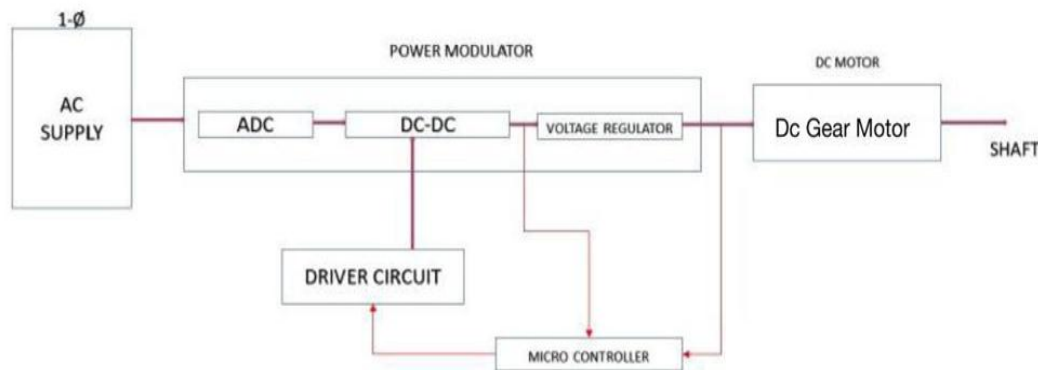 1-Ø
AC
SUPPLY
POWER MODULATOR
ADC
DC-DC
VOLTAGE REGULATOR
DC MOTOR
Dc Gear Motor
SHAFT
DRIVER CIRCUIT
MICRO CONTROLLER